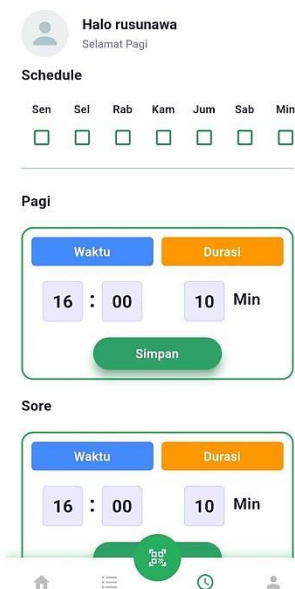 Halo rusunawa
Selamat Pagi
Schedule
Sen Sel Rab Kam Jum Sab Min
Pagi
Waktu Durasi
16 : 00 10 Min
Simpan
Sore
Waktu Durasi
16 : 00 10 Min